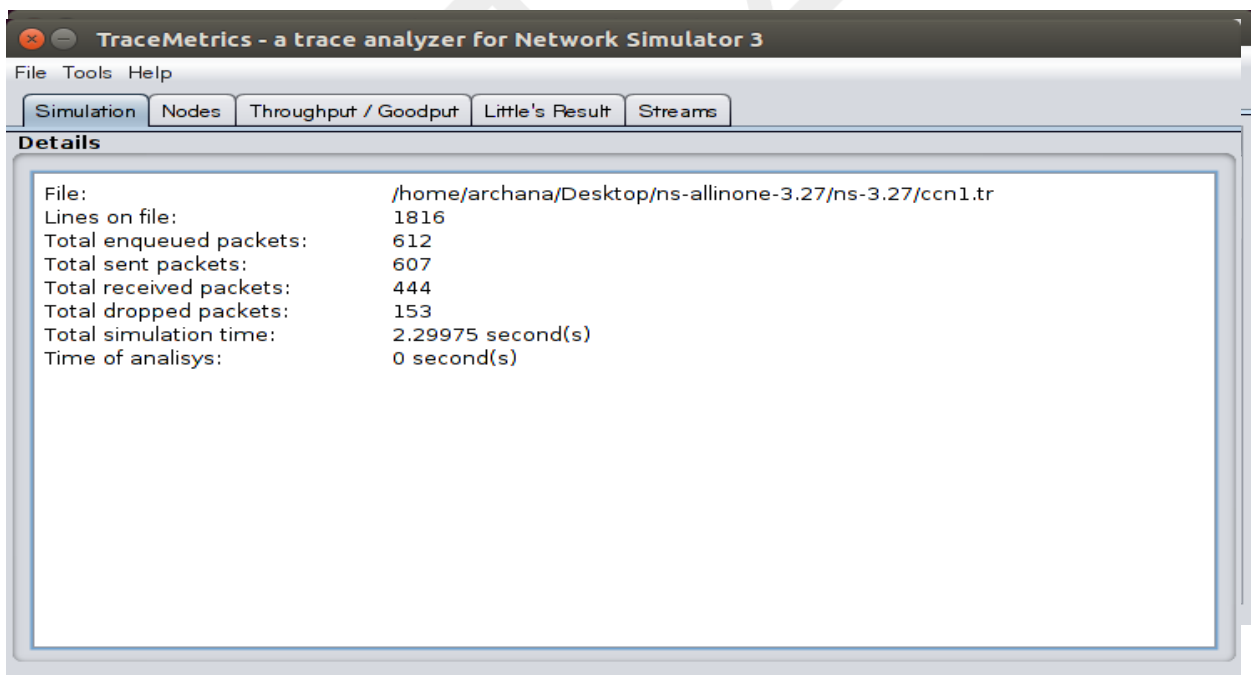 TraceMetrics - a trace analyzer for Network Simulator 3
File Tools Help
Simulation Nodes Throughput / Goodput Little's Result Streams
Details
File: /home/archana/Desktop/ns-allinone-3.27/ns-3.27/ccn1.tr
Lines on file: 1816
Total enqueued packets: 612
Total sent packets: 607
Total received packets: 444
Total dropped packets: 153
Total simulation time: 2.29975 second(s)
Time of analisys: 0 second(s)